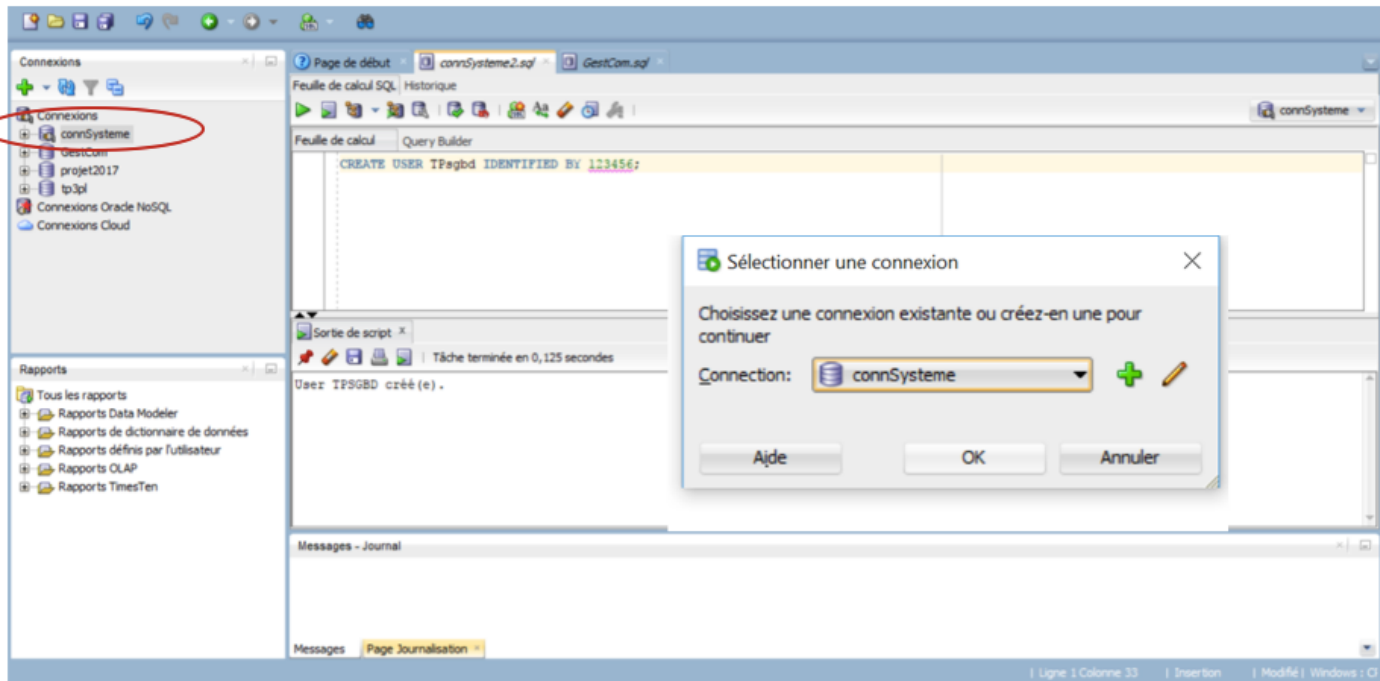 Connexions
Connexions
connSysteme
GestCom
projet2017
tp3pl
Connexions Oracle NoSQL
Connexions Cloud
Rapports
Tous les rapports
Rapports Data Modeler
Rapports de dictionnaire de données
Rapports définis par l'utilisateur
Rapports OLAP
Rapports TimesTen
Page de début
connSysteme2.sql
GestCom.sql
Feuille de calcul SQL Historique
connSysteme
Feuille de calcul Query Builder
CREATE USER TPsgbd IDENTIFIED BY 123456;
Sélectionner une connexion
Choisissez une connexion existante ou créez-en une pour
continuer
Connection: connSysteme
Aide OK Annuler
Sortie de script
Tâche terminée en 0,125 secondes
User TPSGBD créé(e).
Messages - Journal
Messages Page Journalisation
| Ligne 1 Colonne 33 | Insertion | Modifié | Windows : Cl